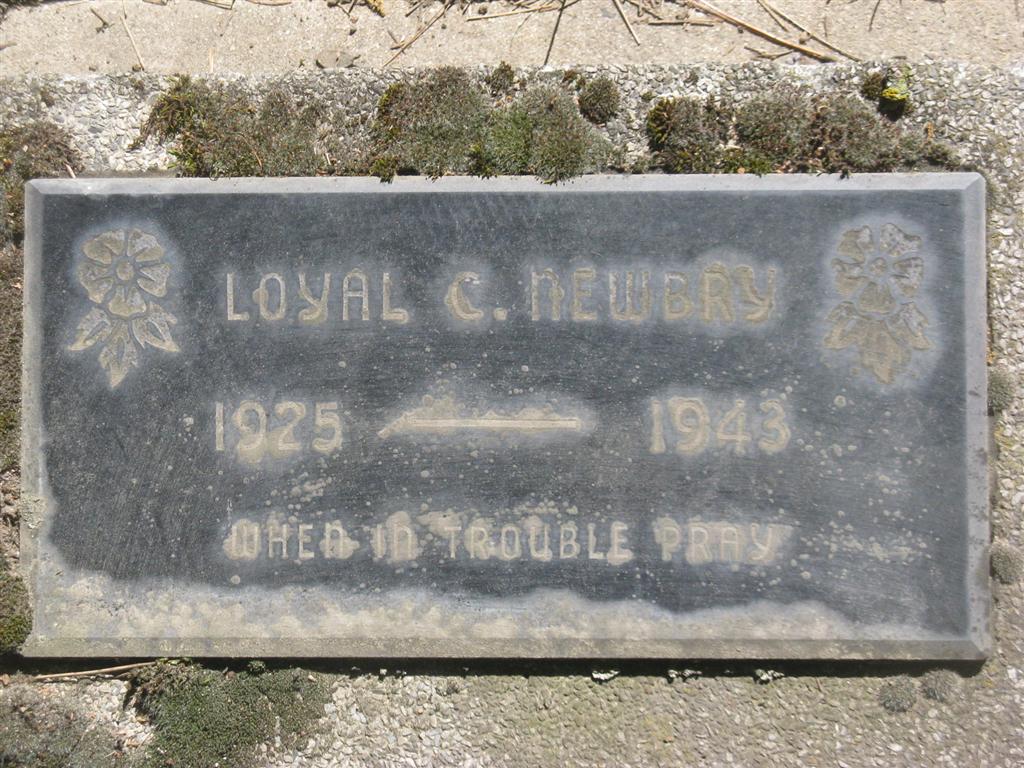 LOYAL C. NEWBRY
1925 — 1943
WHEN IN TROUBLE PRAY